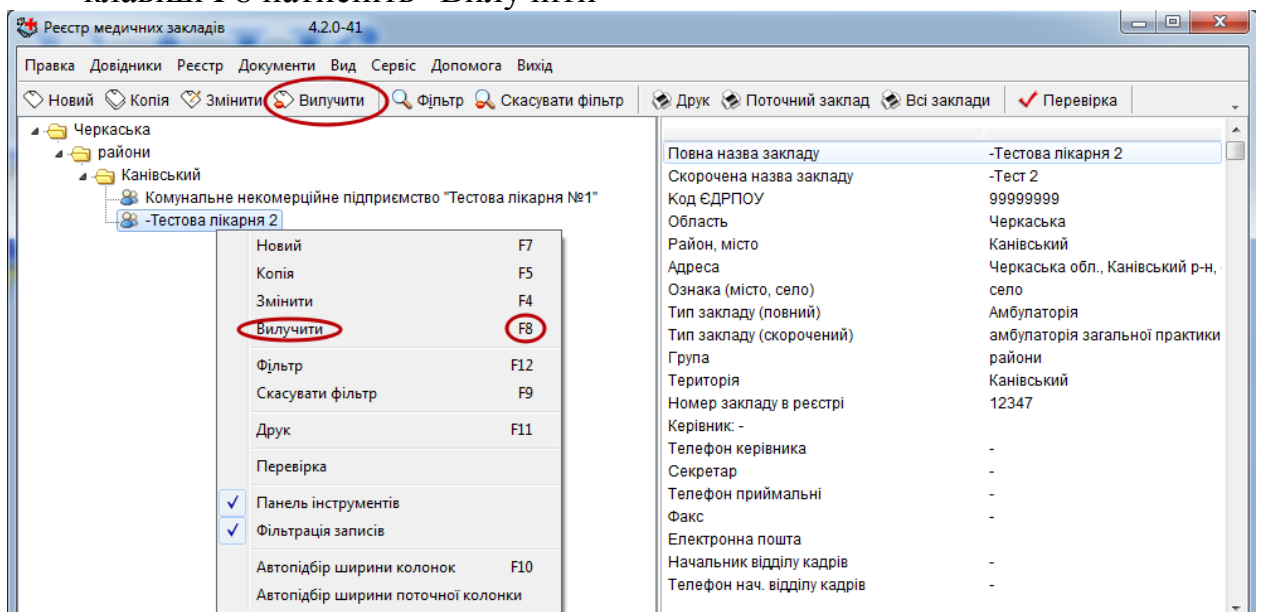 клавіші F8 натисніть "Вилучити"
Реєстр медичних закладів 4.2.0-41
Правка Довідники Реєстр Документи Вид Сервіс Допомога Вихід
Новий Копія Змінити Вилучити Фільтр Скасувати фільтр Друк Поточний заклад Всі заклади Перевірка
Черкаська
райони
Канівський
Комунальне некомерційне підприємство "Тестова лікарня №1"
-Тестова лікарня 2
Новий F7
Копія F5
Змінити F4
Вилучити F8
Фільтр F12
Скасувати фільтр F9
Друк F11
Перевірка
Панель інструментів
Фільтрація записів
Автопідбір ширини колонок F10
Автопідбір ширини поточної колонки
Повна назва закладу -Тестова лікарня 2
Скорочена назва закладу -Тест 2
Код ЄДРПОУ 99999999
Область Черкаська
Район, місто Канівський
Адреса Черкаська обл., Канівський р-н,
Ознака (місто, село) село
Тип закладу (повний) Амбулаторія
Тип закладу (скорочений) амбулаторія загальної практики
Група райони
Територія Канівський
Номер закладу в реєстрі 12347
Керівник: -
Телефон керівника -
Секретар -
Телефон приймальні -
Факс -
Електронна пошта
Начальник відділу кадрів -
Телефон нач. відділу кадрів -